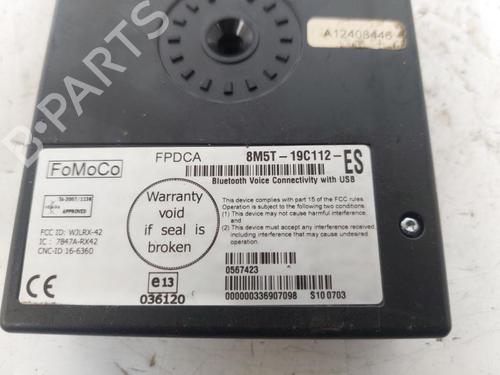 A12408446
B-PARTS
FPDCA 8M5T-19C112-ES
Bluetooth Voice Connectivity with USB
FoMoCo
APPROVED
FCC ID: WJLRX-42
IC : 7847A-RX42
CNC-ID 16-6360
Warranty
void
if seal is
broken
e13
036120
This device complies with part 15 of the FCC rules.
Operation is subject to the following two conditions,
(1) This device may not cause harmful interference,
and
(2) This device must accept any interference received
including interference that may cause undesired
operation
0567423
000000336907098 S10 0703
CE